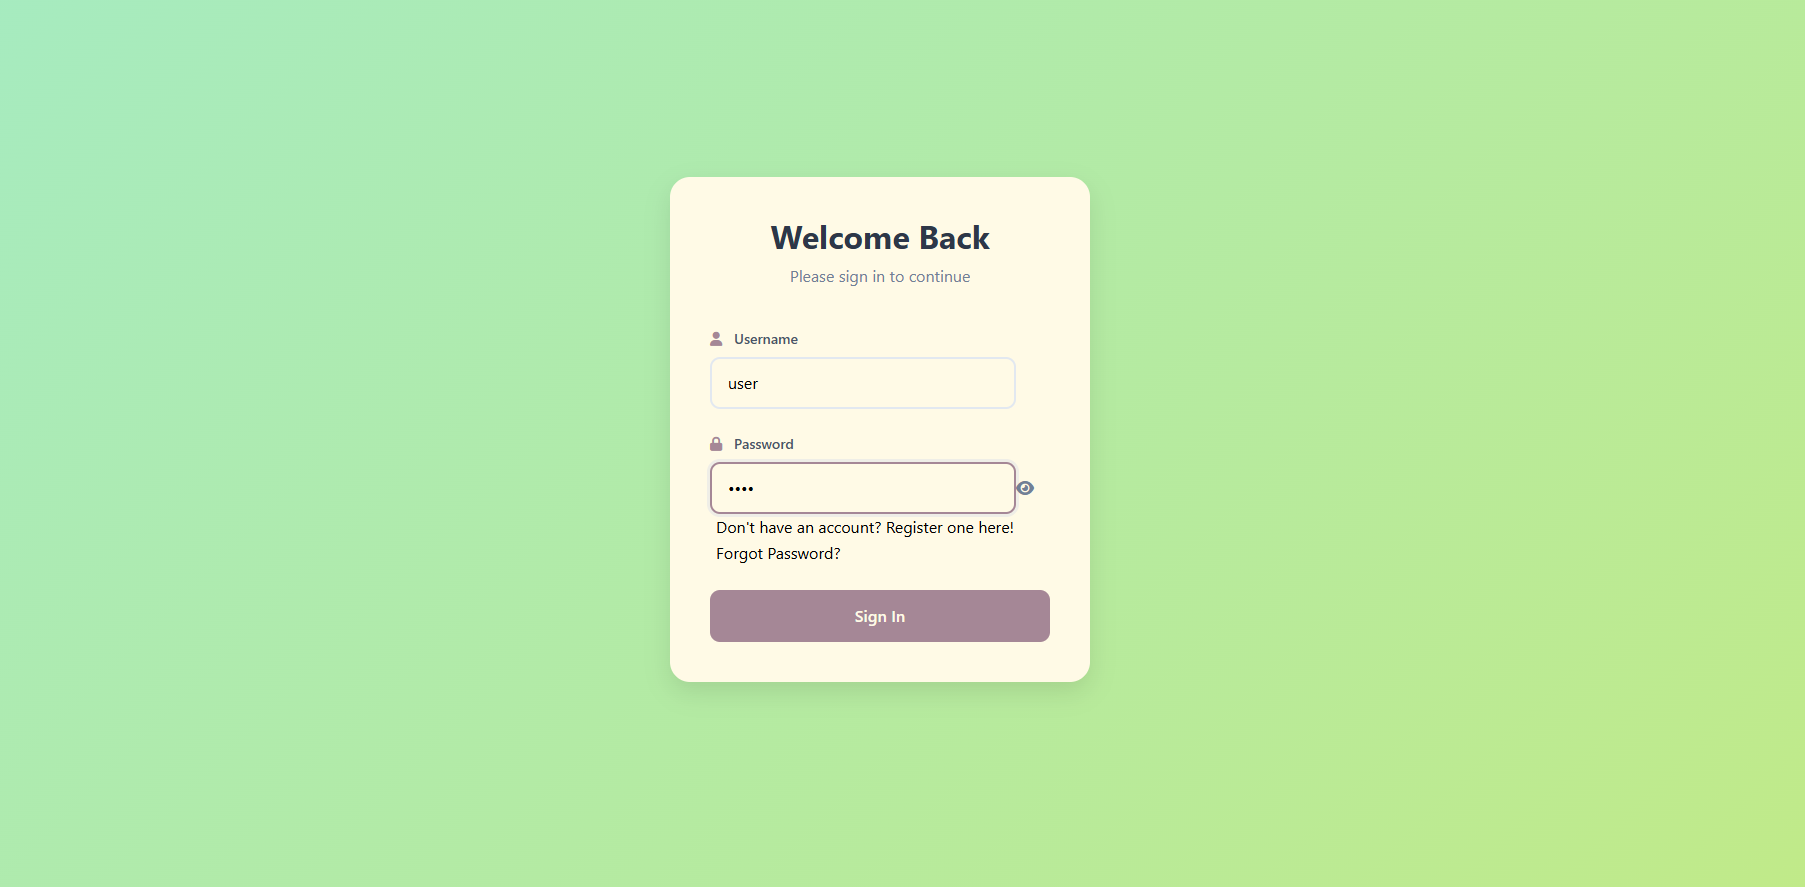 Welcome Back
Please sign in to continue
Username
user
Password
••••
Don't have an account? Register one here!
Forgot Password?
Sign In